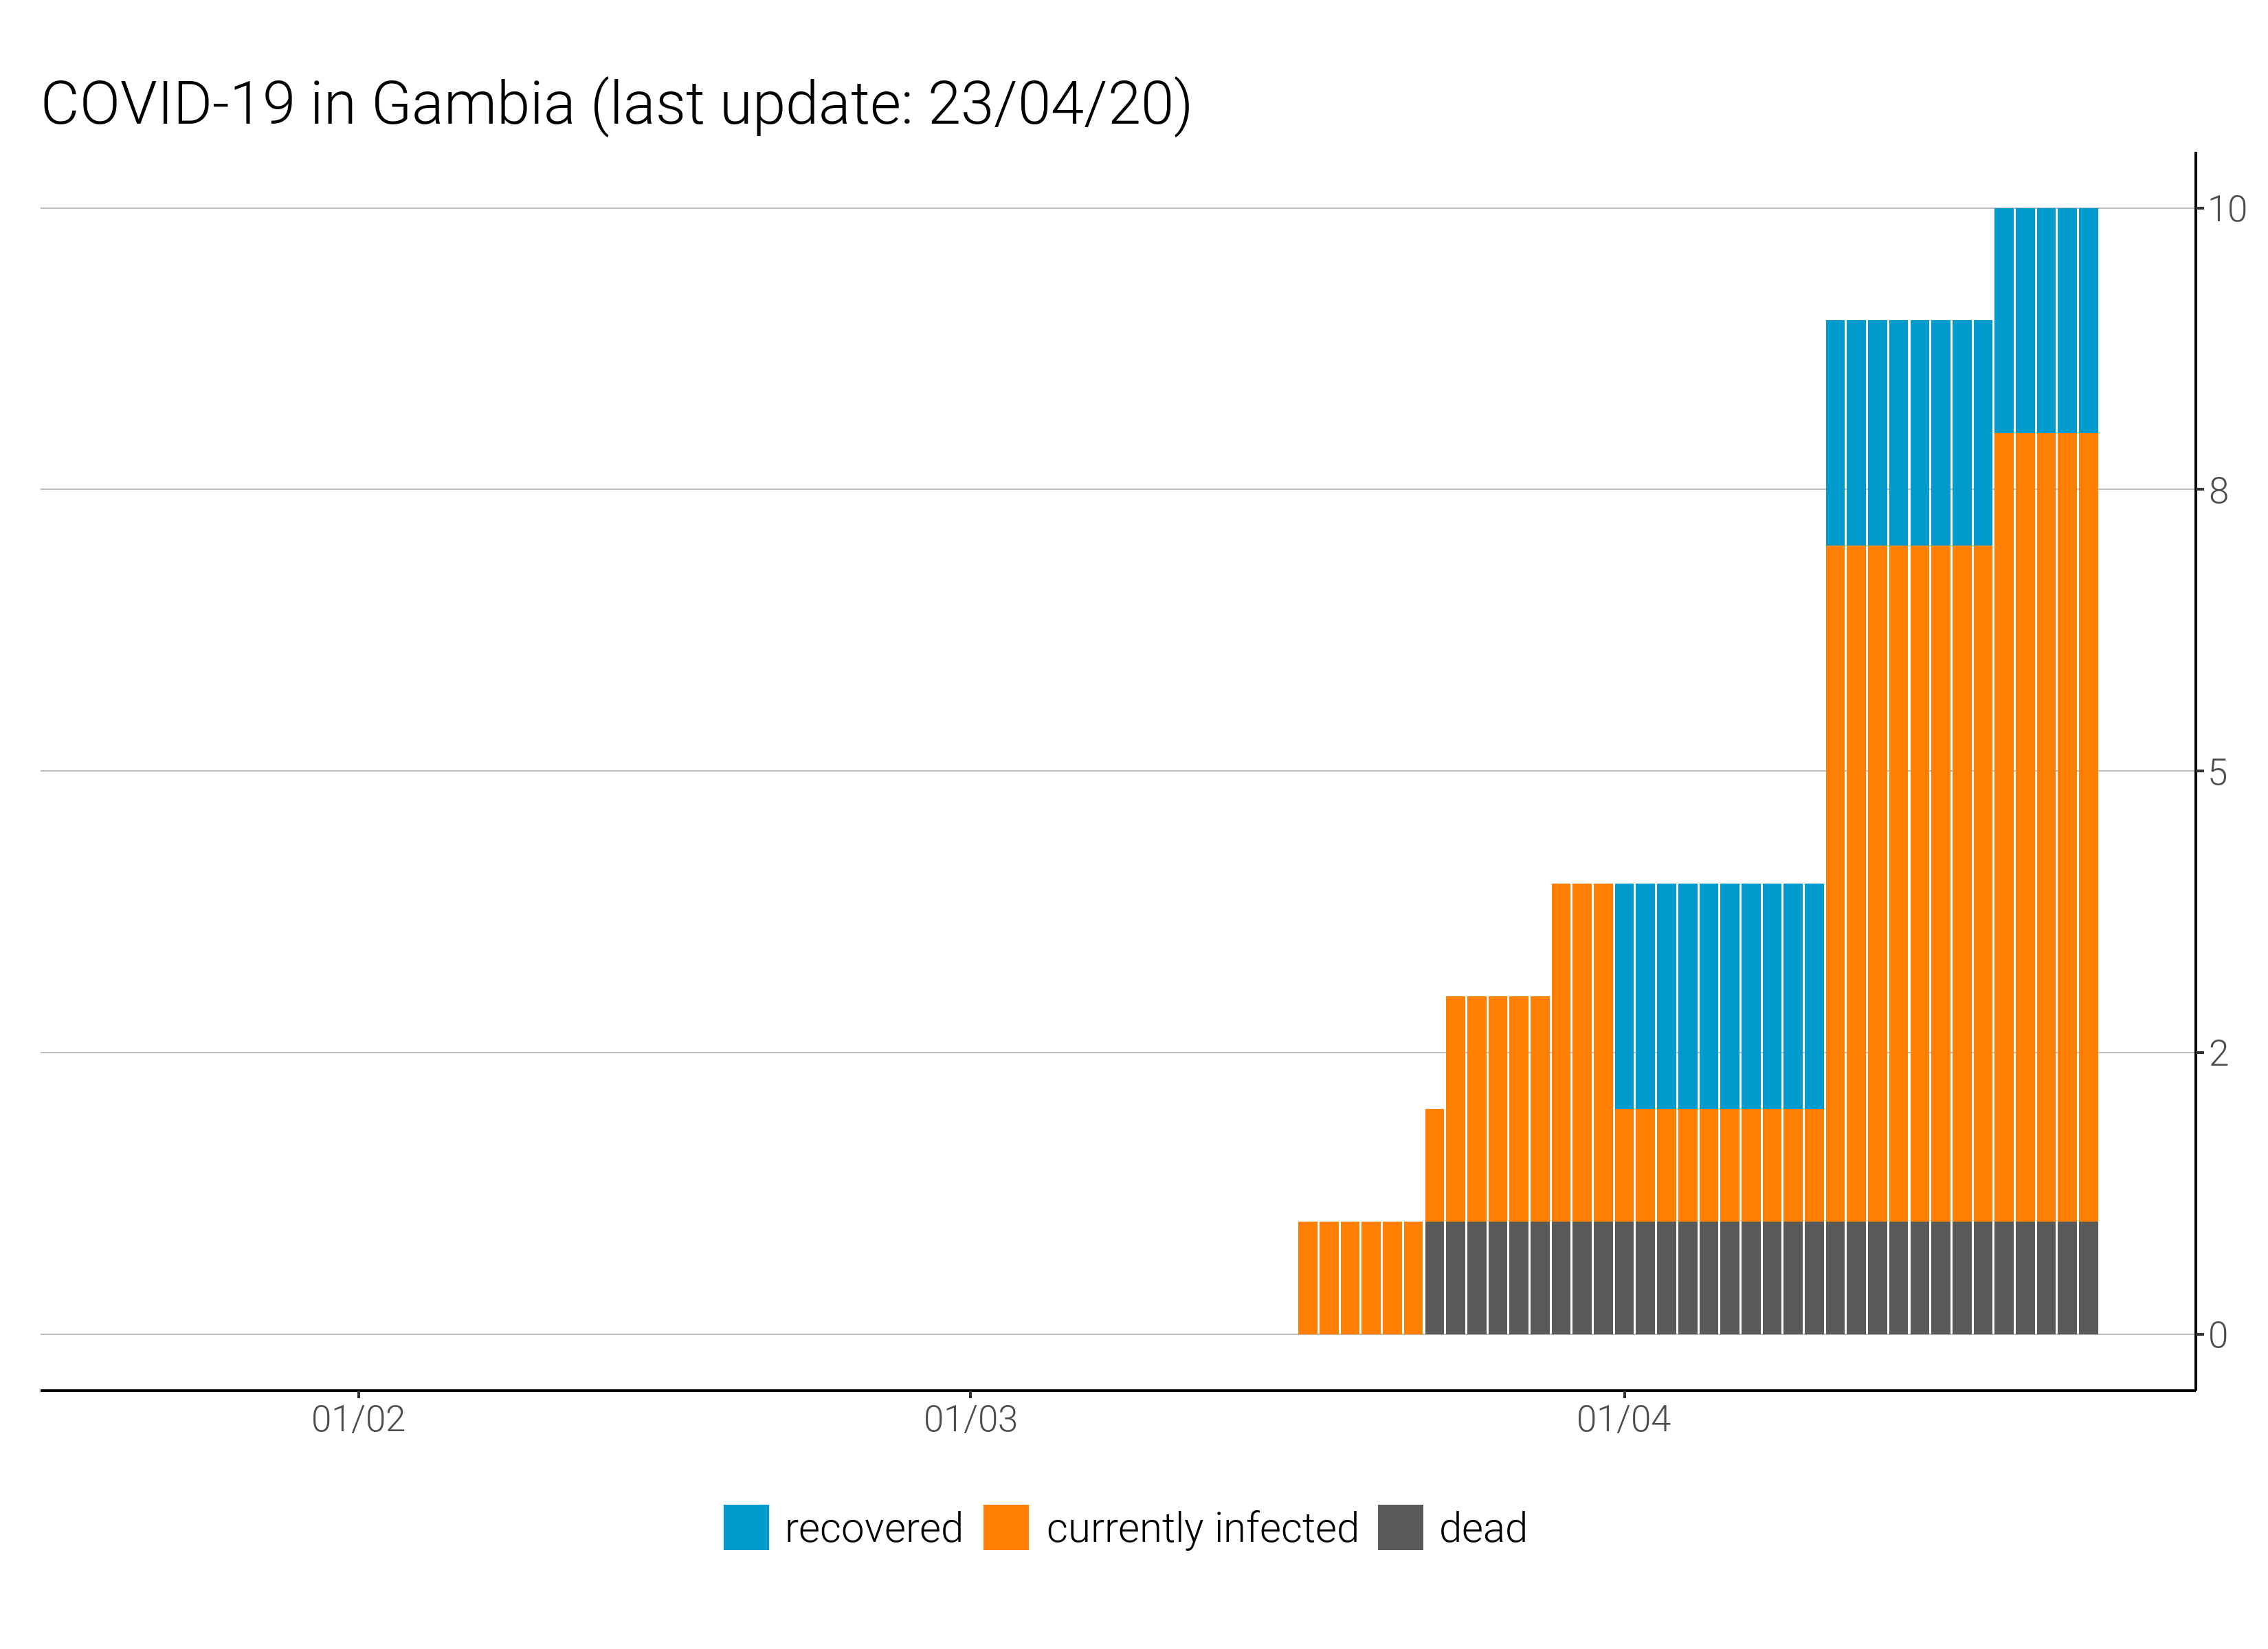 COVID-19 in Gambia (last update: 23/04/20)
10
8
5
2
0
01/02 01/03 01/04
recovered currently infected dead